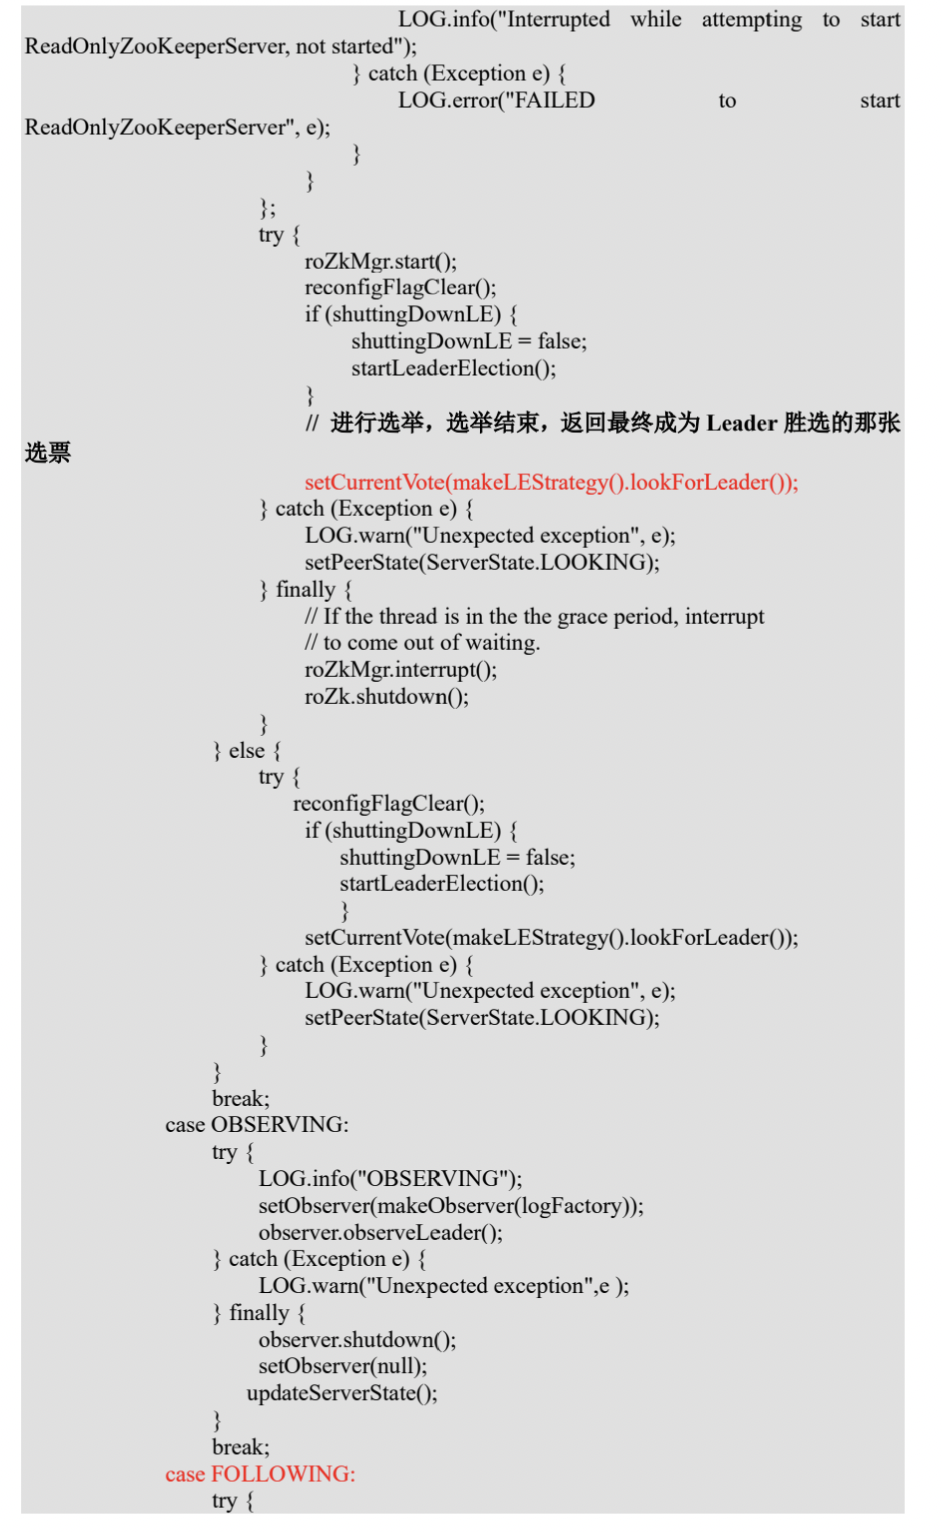 LOG.info("Interrupted while attempting to start
ReadOnlyZooKeeperServer, not started");
} catch (Exception e) {
LOG.error("FAILED to start
ReadOnlyZooKeeperServer", e);
}
}
};
try {
roZkMgr.start();
reconfigFlagClear();
if (shuttingDownLE) {
shuttingDownLE = false;
startLeaderElection();
}
// 进行选举，选举结束，返回最终成为 Leader 胜选的那张
选票
setCurrentVote(makeLEStrategy().lookForLeader());
} catch (Exception e) {
LOG.warn("Unexpected exception", e);
setPeerState(ServerState.LOOKING);
} finally {
// If the thread is in the the grace period, interrupt
// to come out of waiting.
roZkMgr.interrupt();
roZk.shutdown();
}
} else {
try {
reconfigFlagClear();
if (shuttingDownLE) {
shuttingDownLE = false;
startLeaderElection();
}
setCurrentVote(makeLEStrategy().lookForLeader());
} catch (Exception e) {
LOG.warn("Unexpected exception", e);
setPeerState(ServerState.LOOKING);
}
}
break;
case OBSERVING:
try {
LOG.info("OBSERVING");
setObserver(makeObserver(logFactory));
observer.observeLeader();
} catch (Exception e) {
LOG.warn("Unexpected exception",e );
} finally {
observer.shutdown();
setObserver(null);
updateServerState();
}
break;
case FOLLOWING:
try {